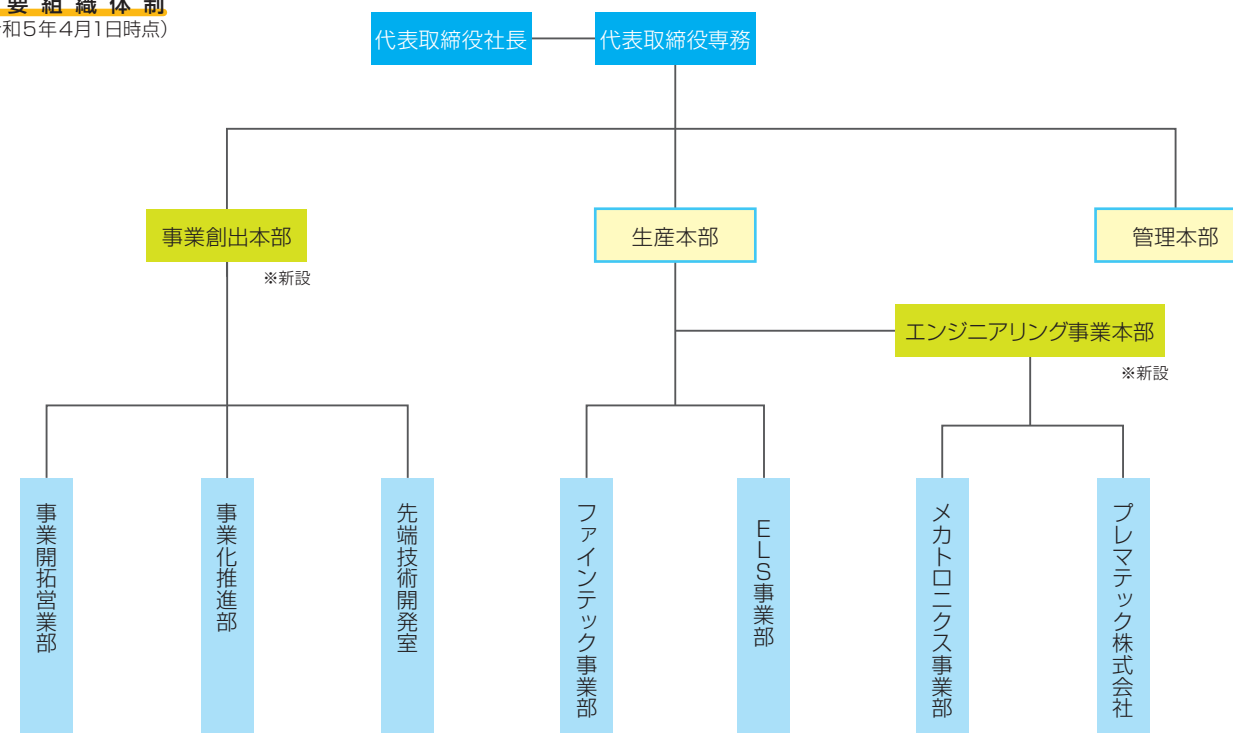 要組織体制
和5年4月1日時点）
代表取締役社長
代表取締役専務
事業創出本部
※新設
生産本部
管理本部
エンジニアリング事業本部
※新設
事業開拓営業部
事業化推進部
先端技術開発室
ファインテック事業部
ELS事業部
メカトロニクス事業部
プレマテック株式会社